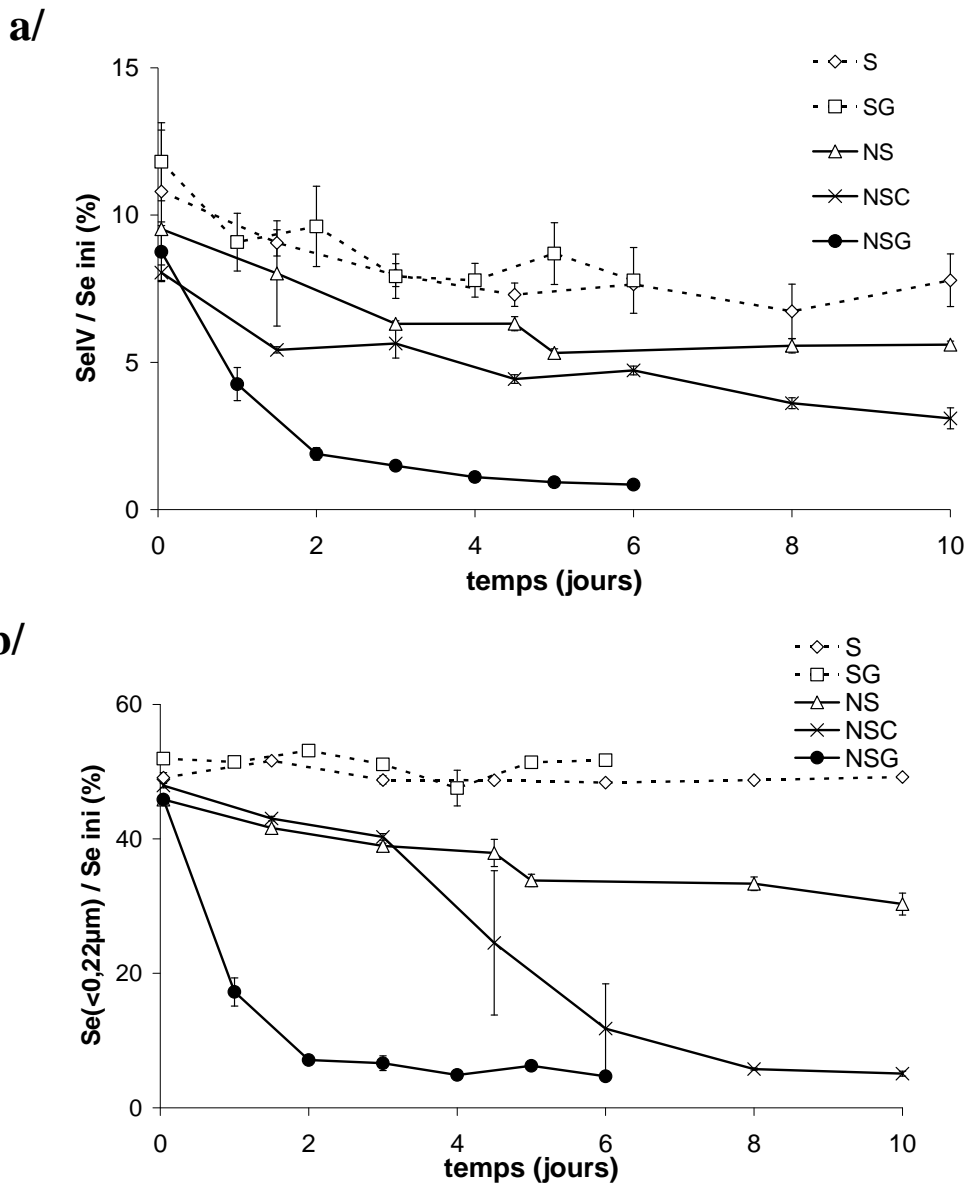 a/
15
10
5
0
SeIV / Se ini (%)
0 2 4 6 8 10
temps (jours)
S
SG
NS
NSC
NSG
b/
60
40
20
0
Se(<0,22µm) / Se ini (%)
0 2 4 6 8 10
temps (jours)
S
SG
NS
NSC
NSG